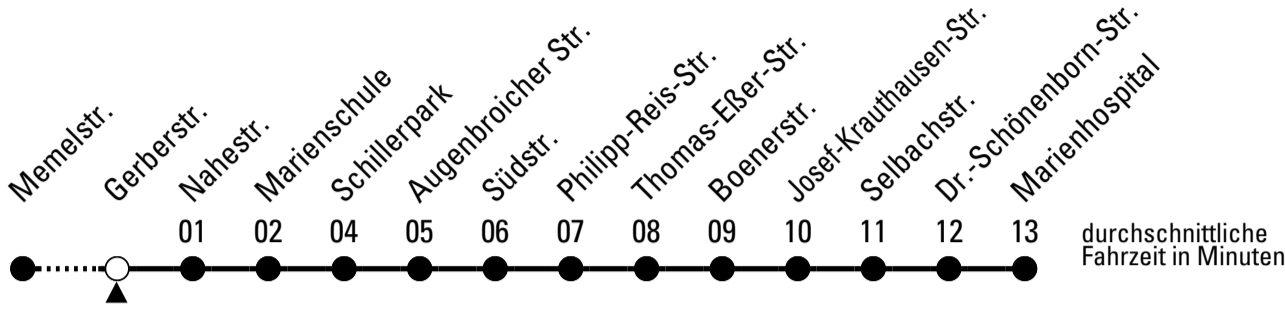 Memelstr.
Gerberstr.
Nahestr.
Marienschule
Schillerpark
Augenbroicher Str.
Südstr.
Philipp-Reis-Str.
Thomas-Eßer-Str.
Boenerstr.
Josef-Krauthausen-Str.
Selbachstr.
Dr.-Schönenborn-Str.
Marienhospital
01 02 04 05 06 07 08 09 10 11 12 13
durchschnittliche
Fahrzeit in Minuten